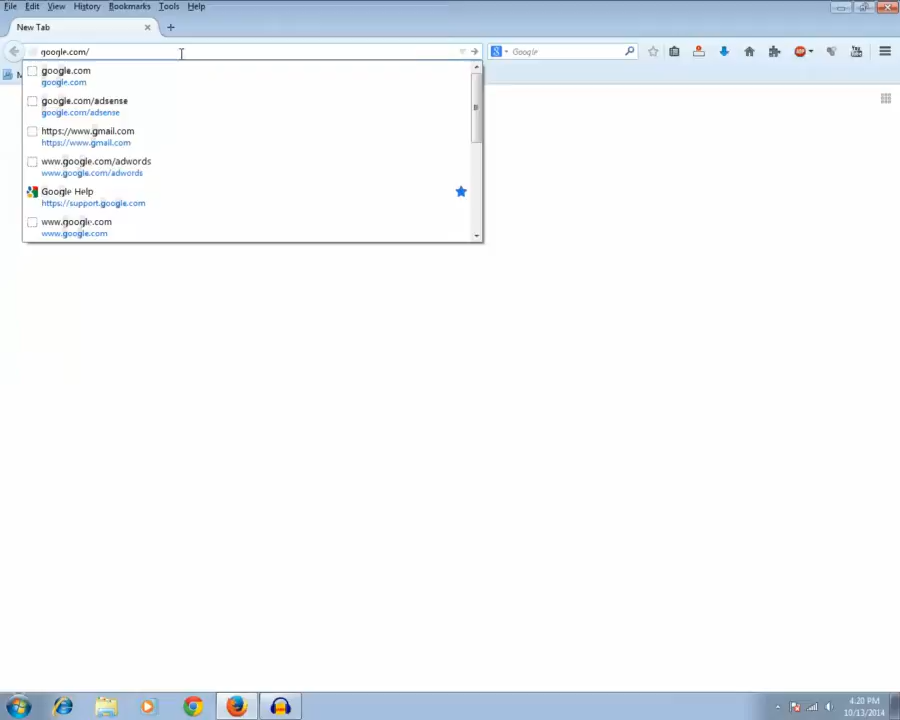 File Edit View History Bookmarks Tools Help
New Tab
google.com/
Google
google.com
google.com
google.com/adsense
google.com/adsense
https://www.gmail.com
https://www.gmail.com
www.google.com/adwords
www.google.com/adwords
Google Help
https://support.google.com
www.google.com
www.google.com
4:20 PM
10/13/2014